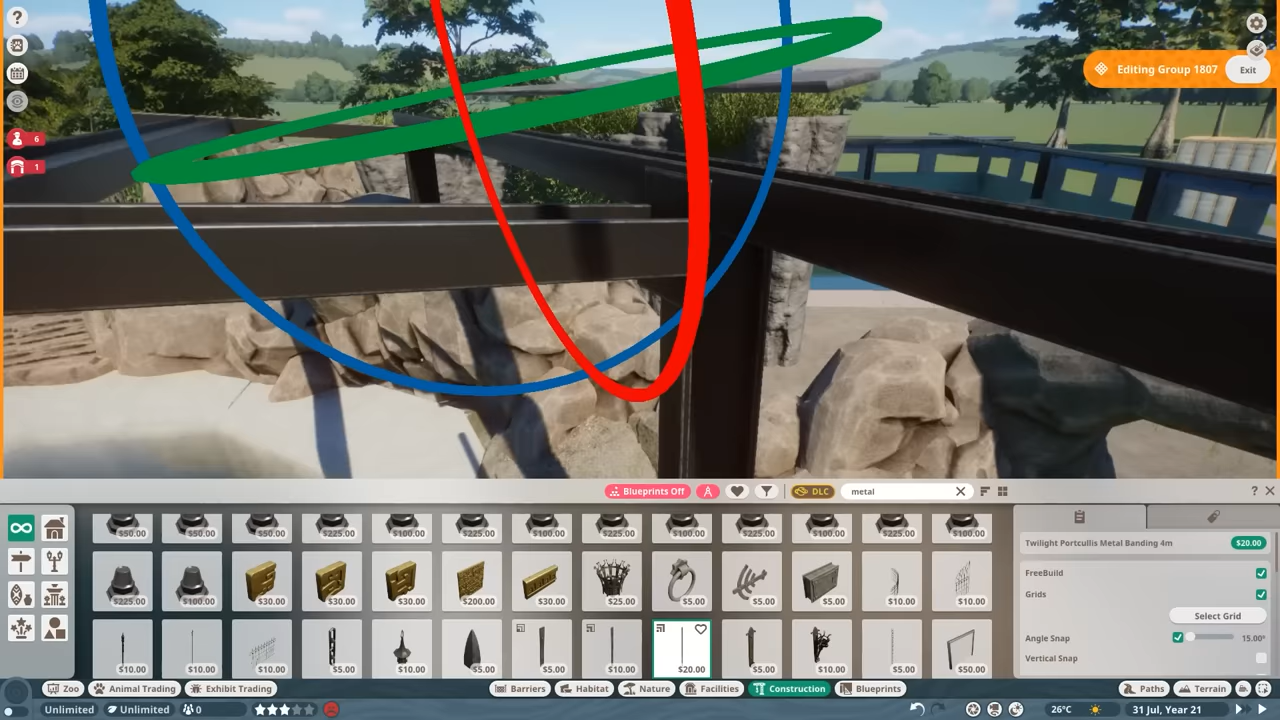 ?
Editing Group 1807
Exit
6
1
Blueprints Off
DLC
metal
?
$50.00
$50.00
$225.00
$100.00
$225.00
$100.00
$225.00
$100.00
$225.00
$100.00
$225.00
$225.00
$100.00
$225.00
$100.00
$30.00
$30.00
$30.00
$200.00
$30.00
$25.00
$5.00
$5.00
$5.00
$10.00
$10.00
$10.00
$10.00
$10.00
$5.00
$10.00
$5.00
$5.00
$10.00
$20.00
$5.00
$10.00
$5.00
$50.00
Twilight Portcullis Metal Banding 4m
$20.00
FreeBuild
Grids
Select Grid
Angle Snap
15.00°
Vertical Snap
Zoo
Animal Trading
Exhibit Trading
Barriers
Habitat
Nature
Facilities
Construction
Blueprints
Paths
Terrain
Unlimited
Unlimited
0
26°C
31 Jul, Year 21